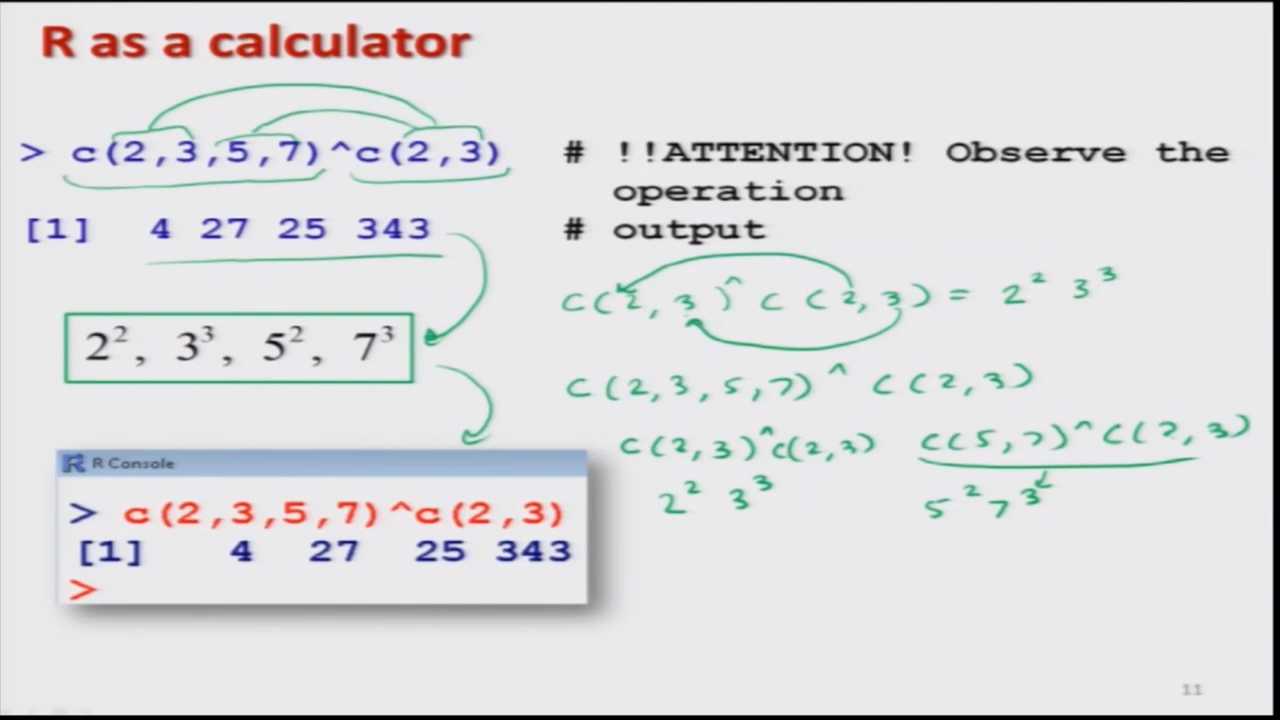 R as a calculator
> c(2,3,5,7)^c(2,3) # !!ATTENTION! Observe the
operation
[1] 4 27 25 343 # output
c(2,3)^c(2,3) = 2² 3³
2², 3³, 5², 7³
c(2,3,5,7)^c(2,3)
c(2,3)^c(2,3) c(5,7)^c(2,3)
2² 3³ 5² 7³
R Console
> c(2,3,5,7)^c(2,3)
[1] 4 27 25 343
>
11